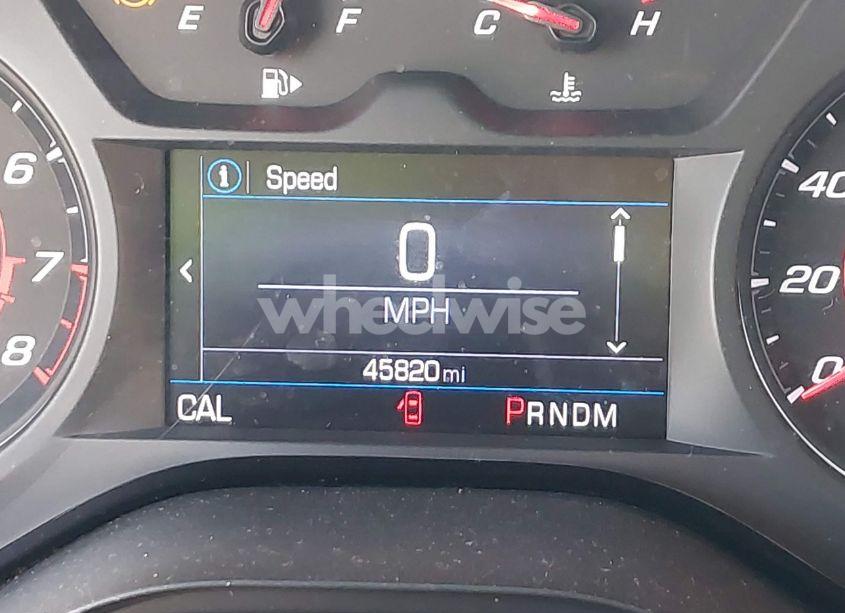 E F C H
6
7
8
Speed
0
MPH
wheelwise
45820 mi
CAL PRNDM
40
20
0